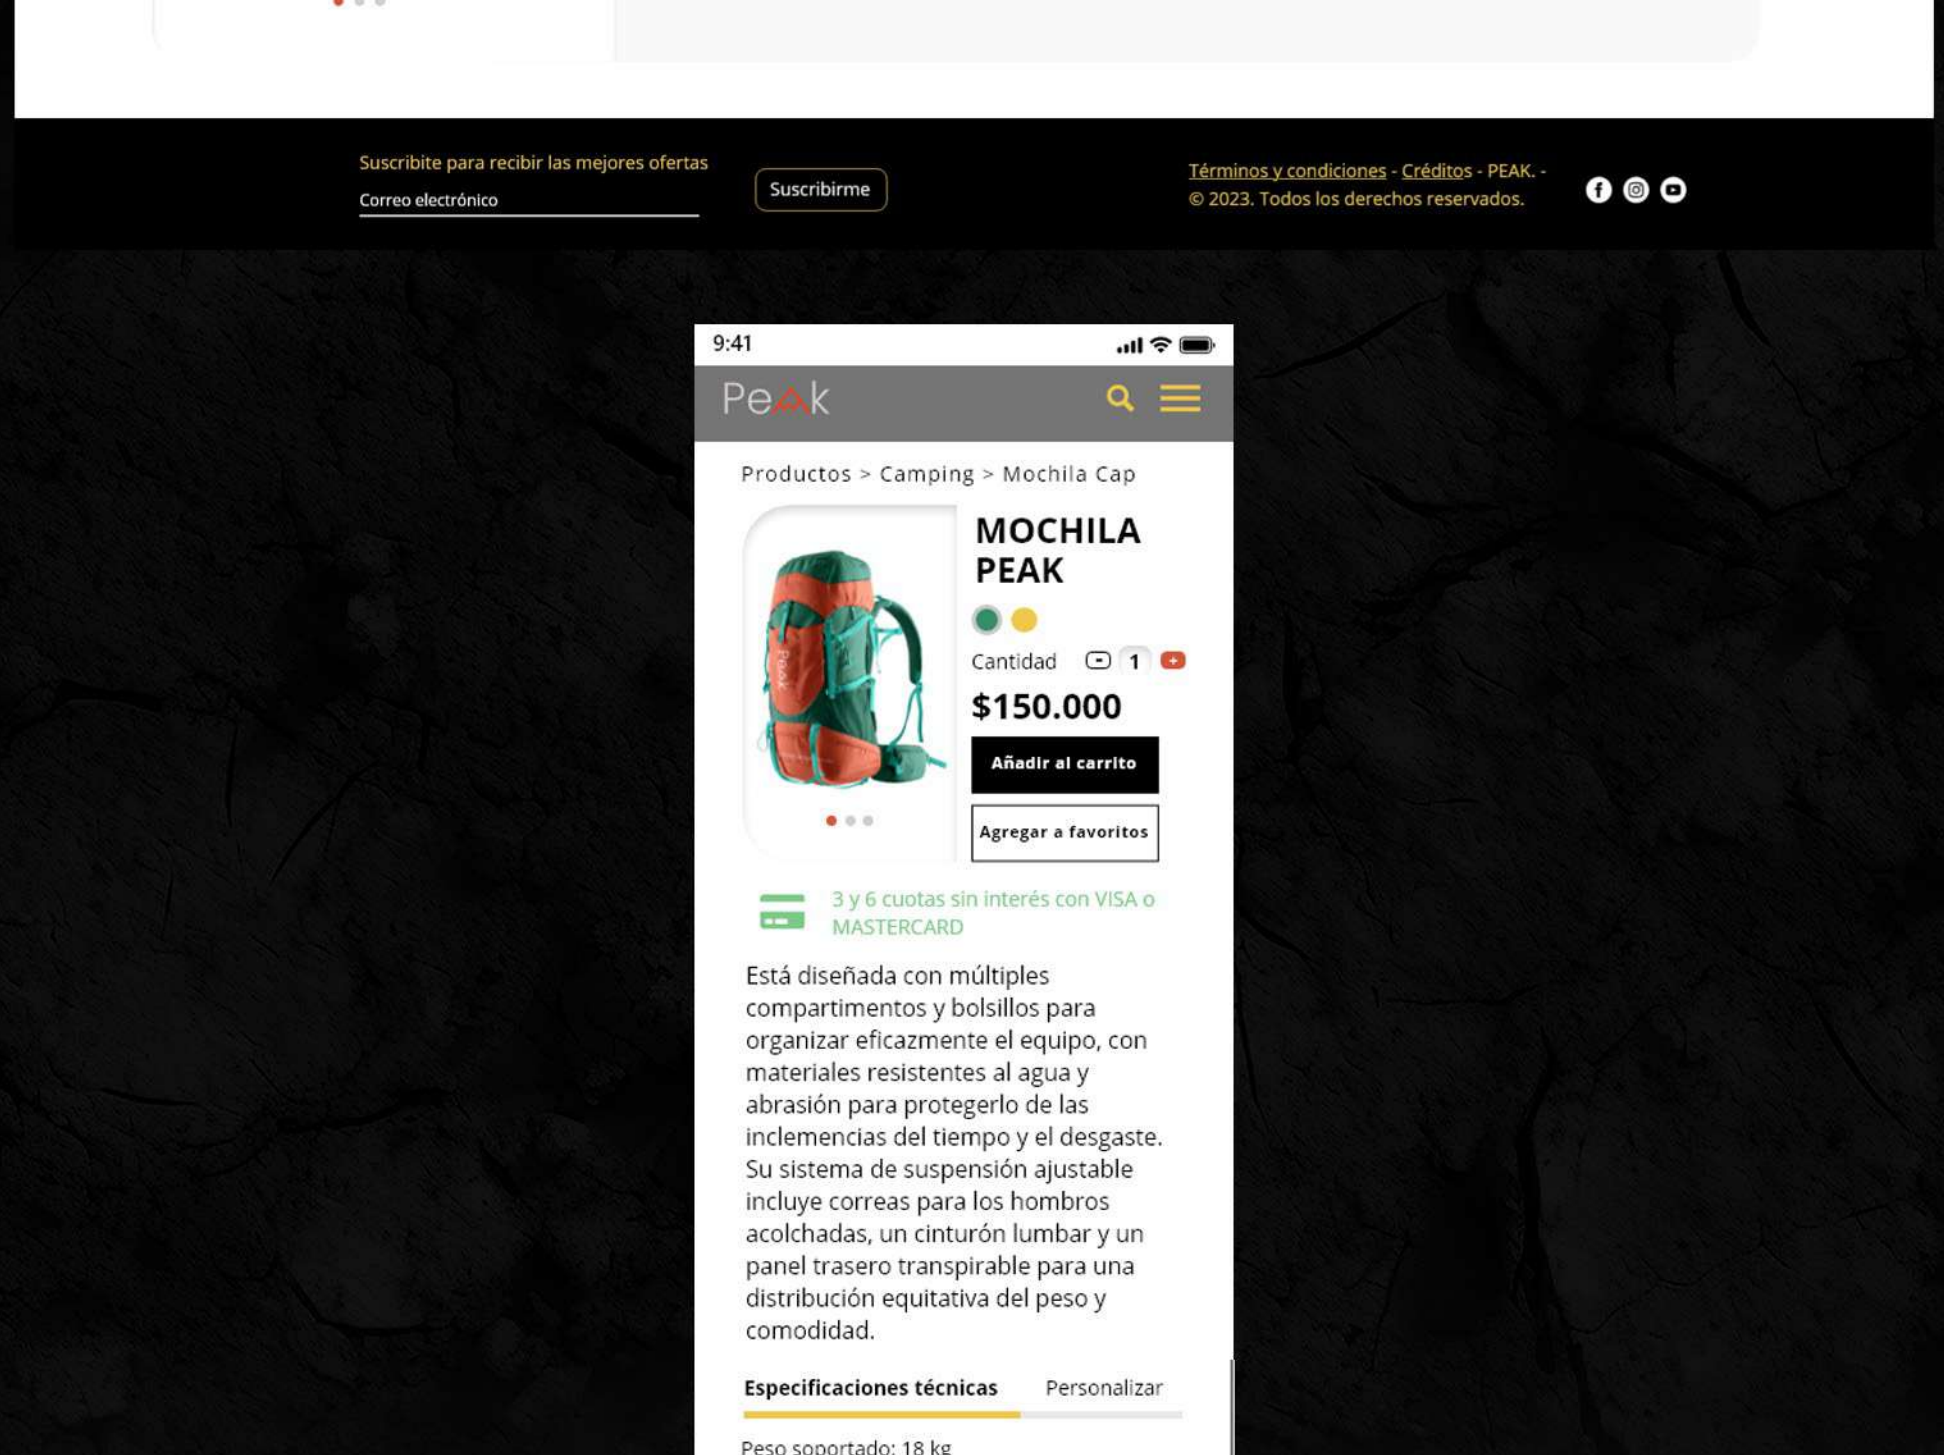 Suscribite para recibir las mejores ofertas
Correo electrónico
Suscribirme
Términos y condiciones - Créditos - PEAK. -
© 2023. Todos los derechos reservados.
9:41
Peak
Productos > Camping > Mochila Cap
Peak
MOCHILA
PEAK
Cantidad - 1 +
$150.000
Añadir al carrito
Agregar a favoritos
3 y 6 cuotas sin interés con VISA o
MASTERCARD
Está diseñada con múltiples
compartimentos y bolsillos para
organizar eficazmente el equipo, con
materiales resistentes al agua y
abrasión para protegerlo de las
inclemencias del tiempo y el desgaste.
Su sistema de suspensión ajustable
incluye correas para los hombros
acolchadas, un cinturón lumbar y un
panel trasero transpirable para una
distribución equitativa del peso y
comodidad.
Especificaciones técnicas
Personalizar
Peso soportado: 18 kg